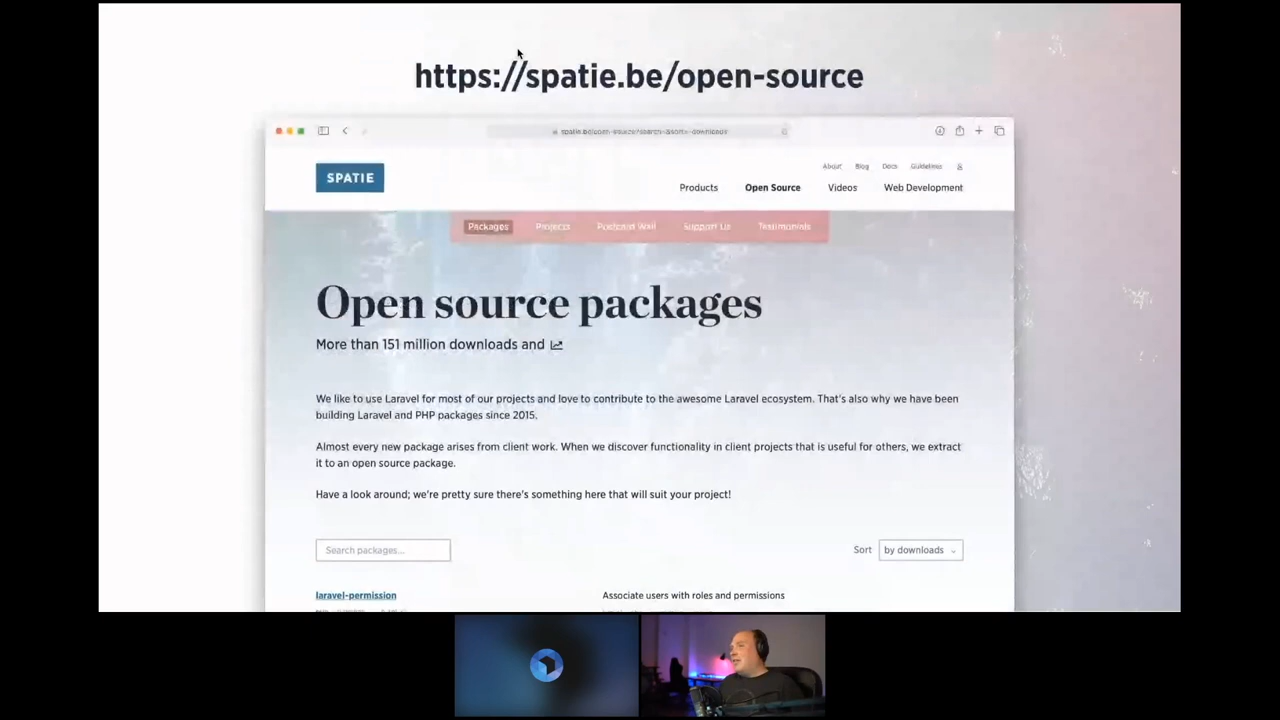 https://spatie.be/open-source
SPATIE
About Blog Docs Guidelines
Products Open Source Videos Web Development
Packages Projects Postcard Wall Support Us Testimonials
Open source packages
More than 151 million downloads and
We like to use Laravel for most of our projects and love to contribute to the awesome Laravel ecosystem. That's also why we have been
building Laravel and PHP packages since 2015.
Almost every new package arises from client work. When we discover functionality in client projects that is useful for others, we extract
it to an open source package.
Have a look around; we're pretty sure there's something here that will suit your project!
Search packages...
Sort by downloads
laravel-permission
Associate users with roles and permissions